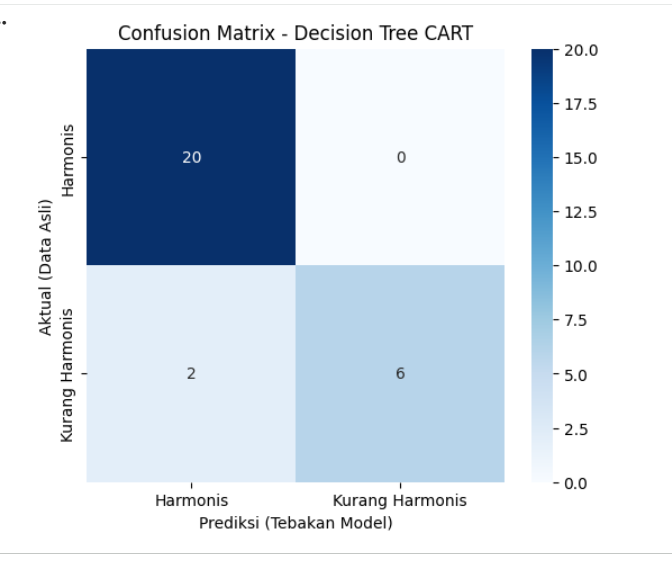 ..
Confusion Matrix - Decision Tree CART
20.0
17.5
15.0
12.5
10.0
7.5
5.0
2.5
0.0
Aktual (Data Asli)
Harmonis
Kurang Harmonis
20
0
2
6
Harmonis
Kurang Harmonis
Prediksi (Tebakan Model)